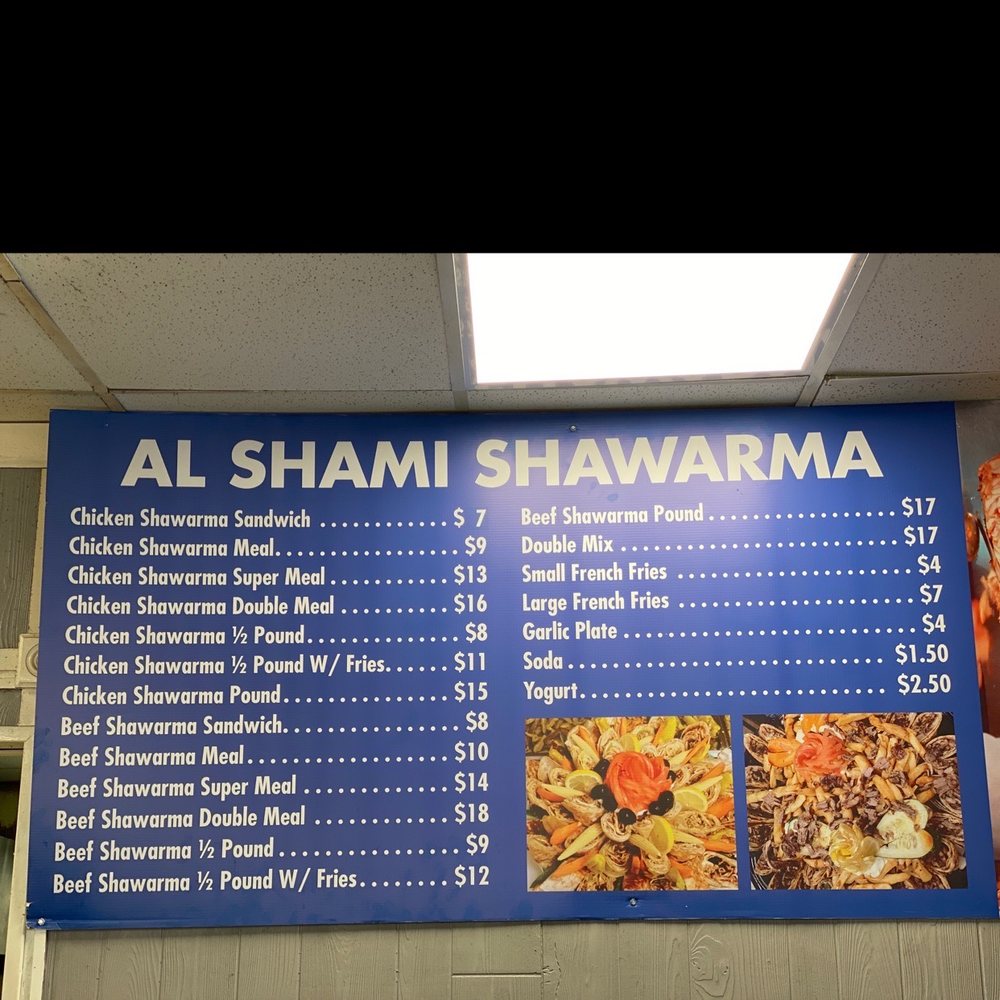 AL SHAMI SHAWARMA
Chicken Shawarma Sandwich ............ $ 7
Chicken Shawarma Meal.................. $9
Chicken Shawarma Super Meal ........... $13
Chicken Shawarma Double Meal .......... $16
Chicken Shawarma ½ Pound............... $8
Chicken Shawarma ½ Pound W/ Fries...... $11
Chicken Shawarma Pound................ $15
Beef Shawarma Sandwich................. $8
Beef Shawarma Meal.................... $10
Beef Shawarma Super Meal .............. $14
Beef Shawarma Double Meal ............. $18
Beef Shawarma ½ Pound ................. $9
Beef Shawarma ½ Pound W/ Fries........ $12
Beef Shawarma Pound.................. $17
Double Mix ........................... $17
Small French Fries ...................... $4
Large French Fries ...................... $7
Garlic Plate ............................ $4
Soda............................... $1.50
Yogurt.............................. $2.50